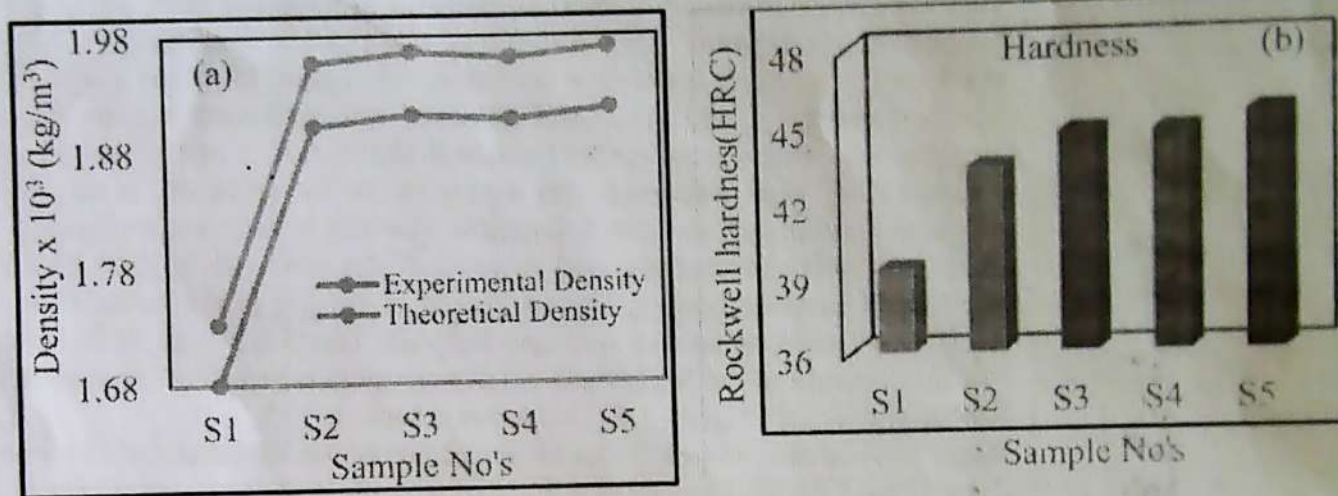 1.98
(a)
1.88
1.78
1.68
Density x 10³ (kg/m³)
Experimental Density
Theoretical Density
S1 S2 S3 S4 S5
Sample No's
Hardness (b)
48
45
42
39
36
Rockwell hardness(HRC)
S1 S2 S3 S4 S5
Sample No's